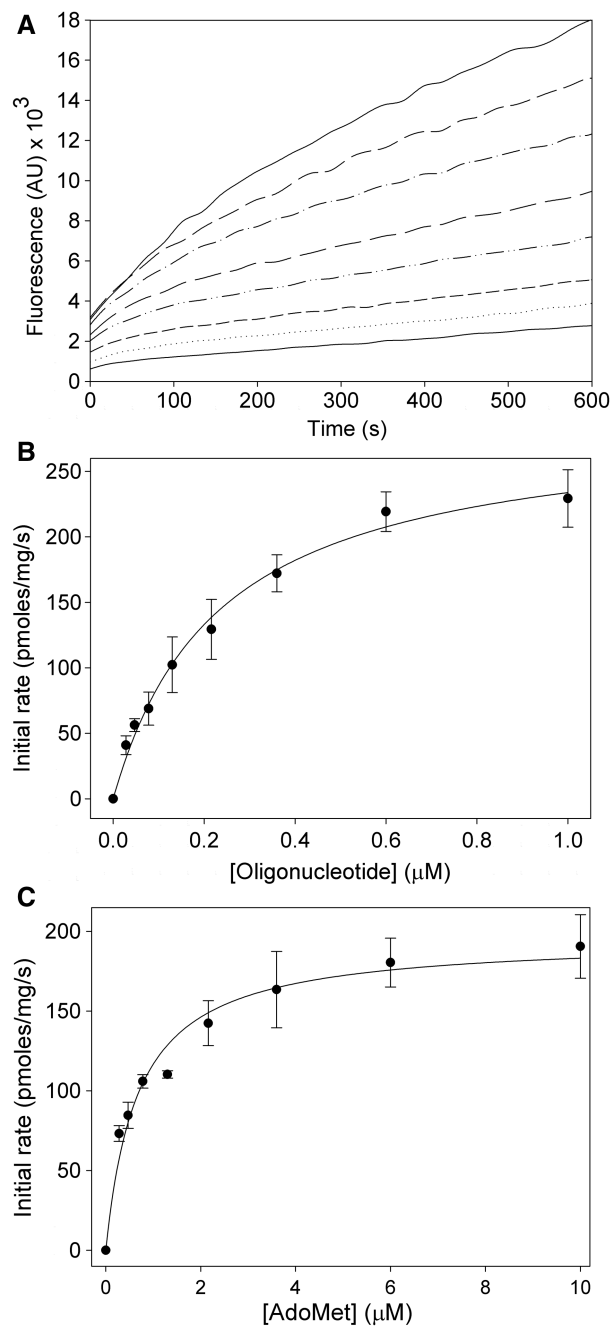 A
Fluorescence (AU) x 10³
18
16
14
12
10
8
6
4
2
0
0 100 200 300 400 500 600
Time (s)
B
Initial rate (pmoles/mg/s)
250
200
150
100
50
0
0.0 0.2 0.4 0.6 0.8 1.0
[Oligonucleotide] (μM)
C
Initial rate (pmoles/mg/s)
200
150
100
50
0
0 2 4 6 8 10
[AdoMet] (μM)